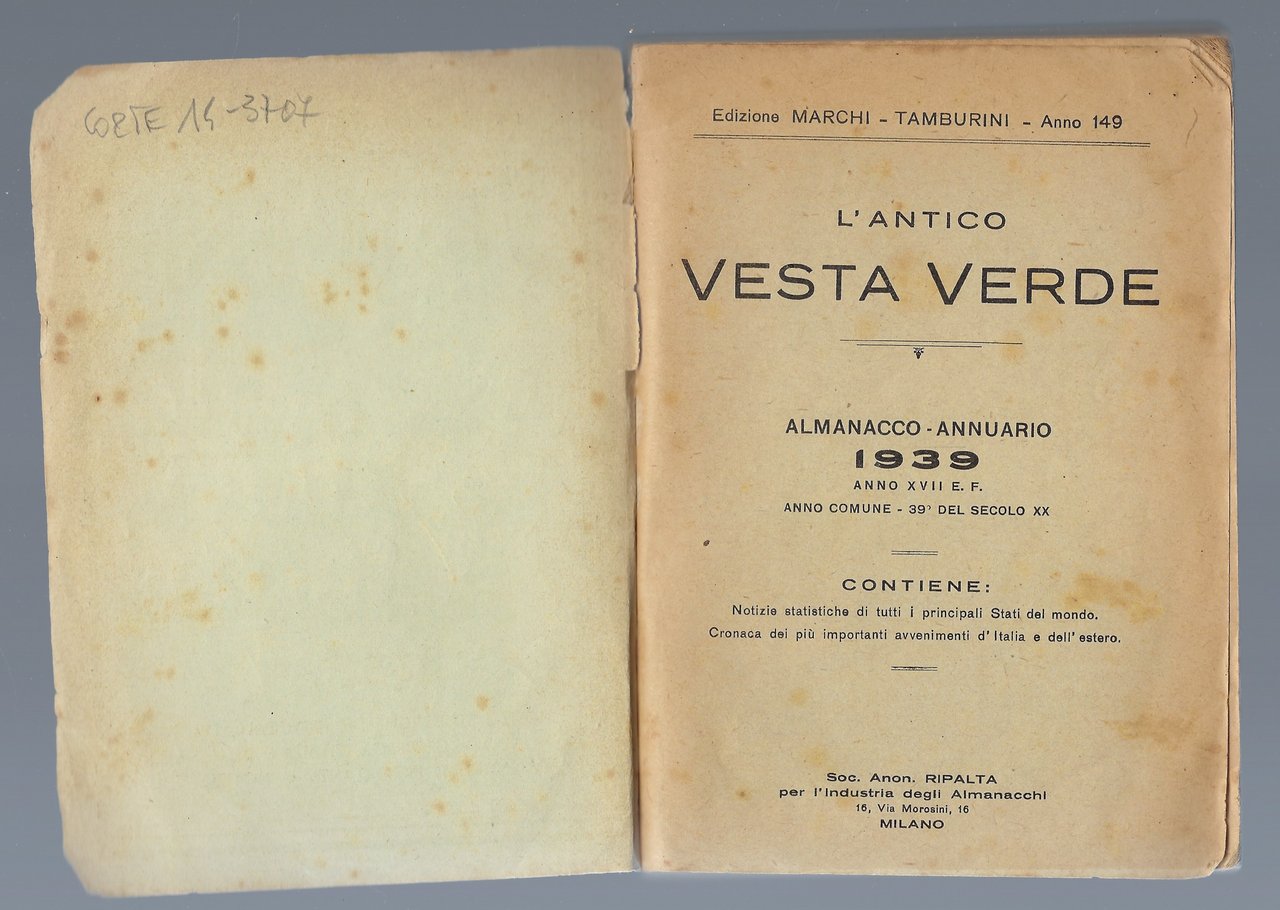 CORTE 14-3707
Edizione MARCHI - TAMBURINI - Anno 149
L'ANTICO
VESTA VERDE
ALMANACCO - ANNUARIO
1939
ANNO XVII E. F.
ANNO COMUNE - 39° DEL SECOLO XX
CONTIENE:
Notizie statistiche di tutti i principali Stati del mondo.
Cronaca dei più importanti avvenimenti d'Italia e dell'estero.
Soc. Anon. RIPALTA
per l'Industria degli Almanacchi
16, Via Morosini, 16
MILANO